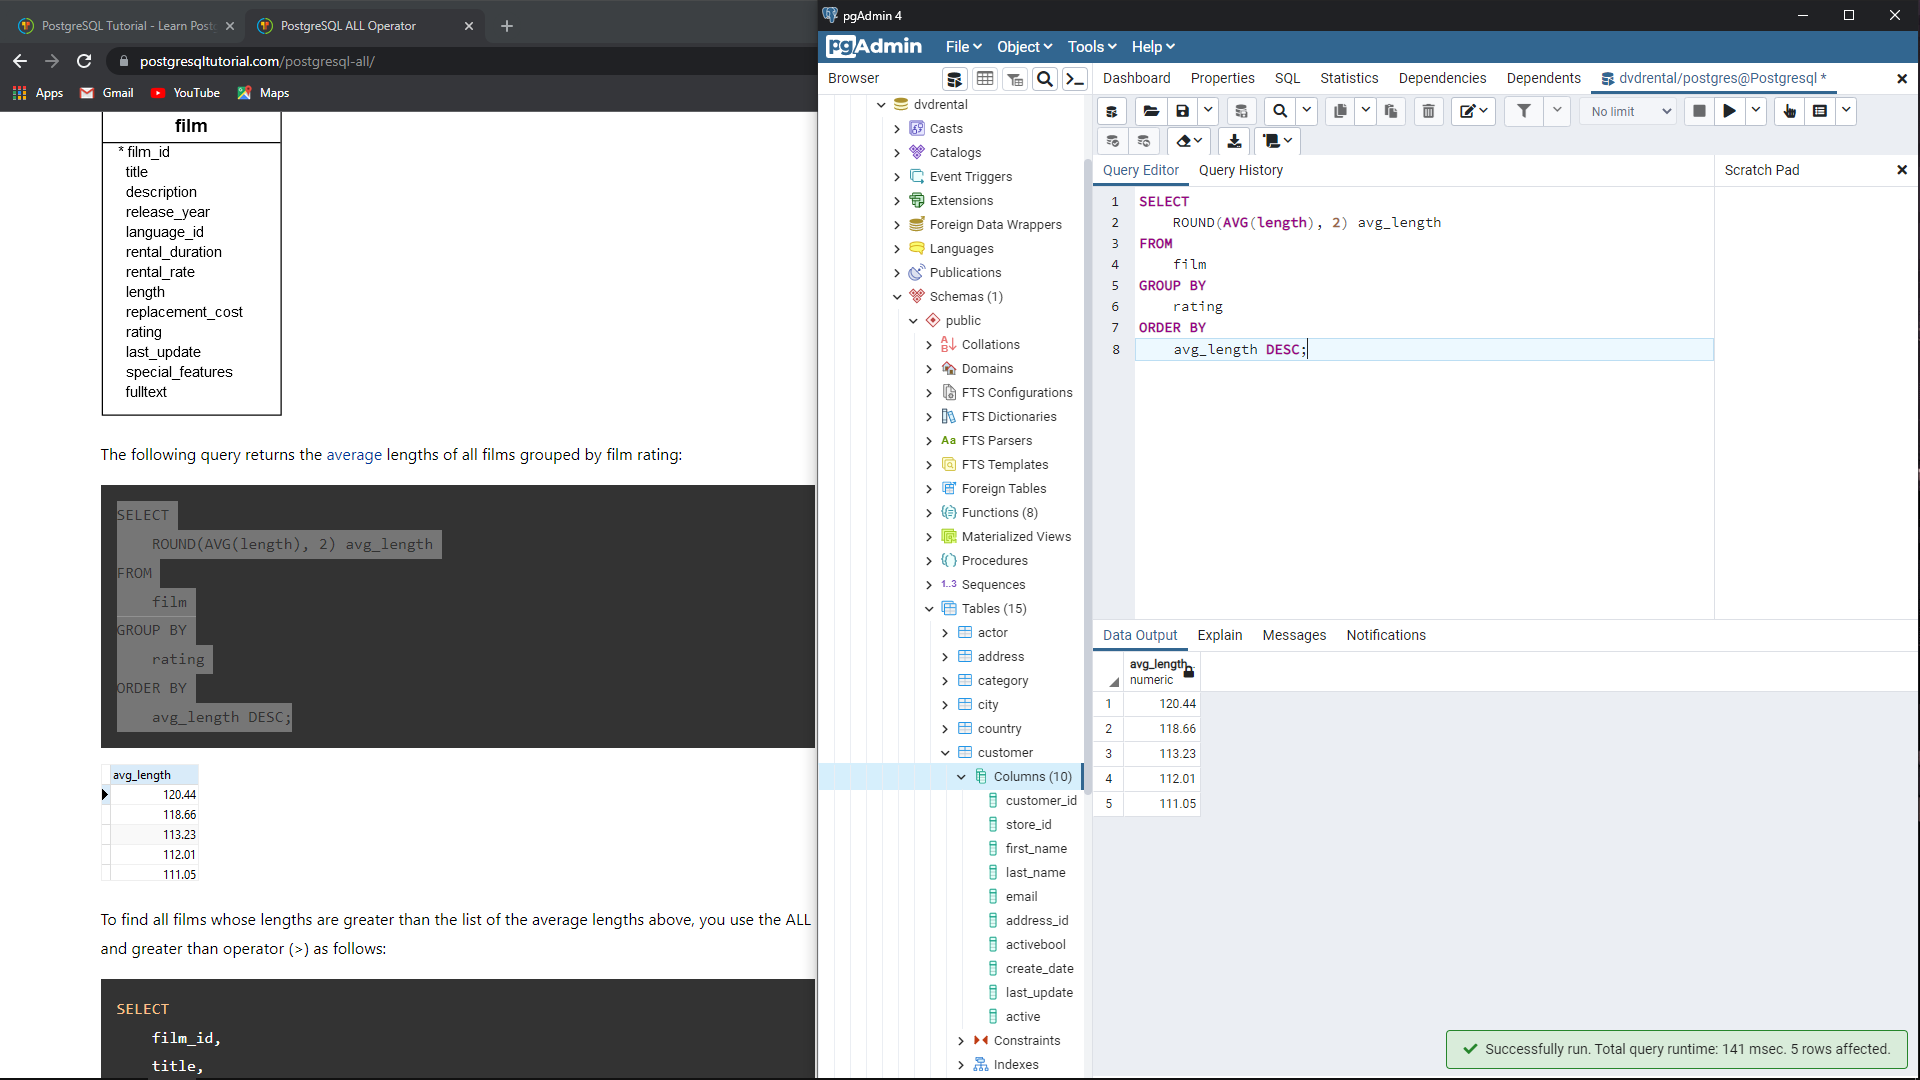 PostgreSQL Tutorial - Learn Post
PostgreSQL ALL Operator
postgresqltutorial.com/postgresql-all/
Apps
Gmail
YouTube
Maps
film
* film_id
title
description
release_year
language_id
rental_duration
rental_rate
length
replacement_cost
rating
last_update
special_features
fulltext
The following query returns the average lengths of all films grouped by film rating:
SELECT
ROUND(AVG(length), 2) avg_length
FROM
film
GROUP BY
rating
ORDER BY
avg_length DESC;
avg_length
120.44
118.66
113.23
112.01
111.05
To find all films whose lengths are greater than the list of the average lengths above, you use the ALL
and greater than operator (>) as follows:
SELECT
film_id,
title,
pgAdmin 4
pgAdmin
File
Object
Tools
Help
Browser
dvdrental
Casts
Catalogs
Event Triggers
Extensions
Foreign Data Wrappers
Languages
Publications
Schemas (1)
public
Collations
Domains
FTS Configurations
FTS Dictionaries
Aa FTS Parsers
FTS Templates
Foreign Tables
Functions (8)
Materialized Views
Procedures
1..3 Sequences
Tables (15)
actor
address
category
city
country
customer
Columns (10)
customer_id
store_id
first_name
last_name
email
address_id
activebool
create_date
last_update
active
Constraints
Indexes
Dashboard
Properties
SQL
Statistics
Dependencies
Dependents
dvdrental/postgres@Postgresql *
No limit
Query Editor
Query History
Scratch Pad
1 SELECT
2 ROUND(AVG(length), 2) avg_length
3 FROM
4 film
5 GROUP BY
6 rating
7 ORDER BY
8 avg_length DESC;
Data Output
Explain
Messages
Notifications
avg_length
numeric
1 120.44
2 118.66
3 113.23
4 112.01
5 111.05
Successfully run. Total query runtime: 141 msec. 5 rows affected.